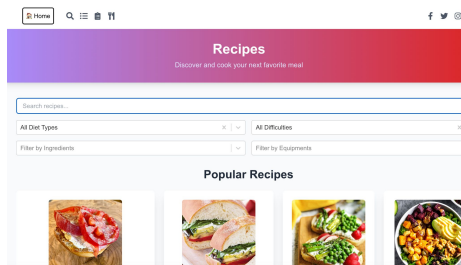 Home
Recipes
Discover and cook your next favorite meal
Search recipes...
All Diet Types
All Difficulties
Filter by Ingredients
Filter by Equipments
Popular Recipes